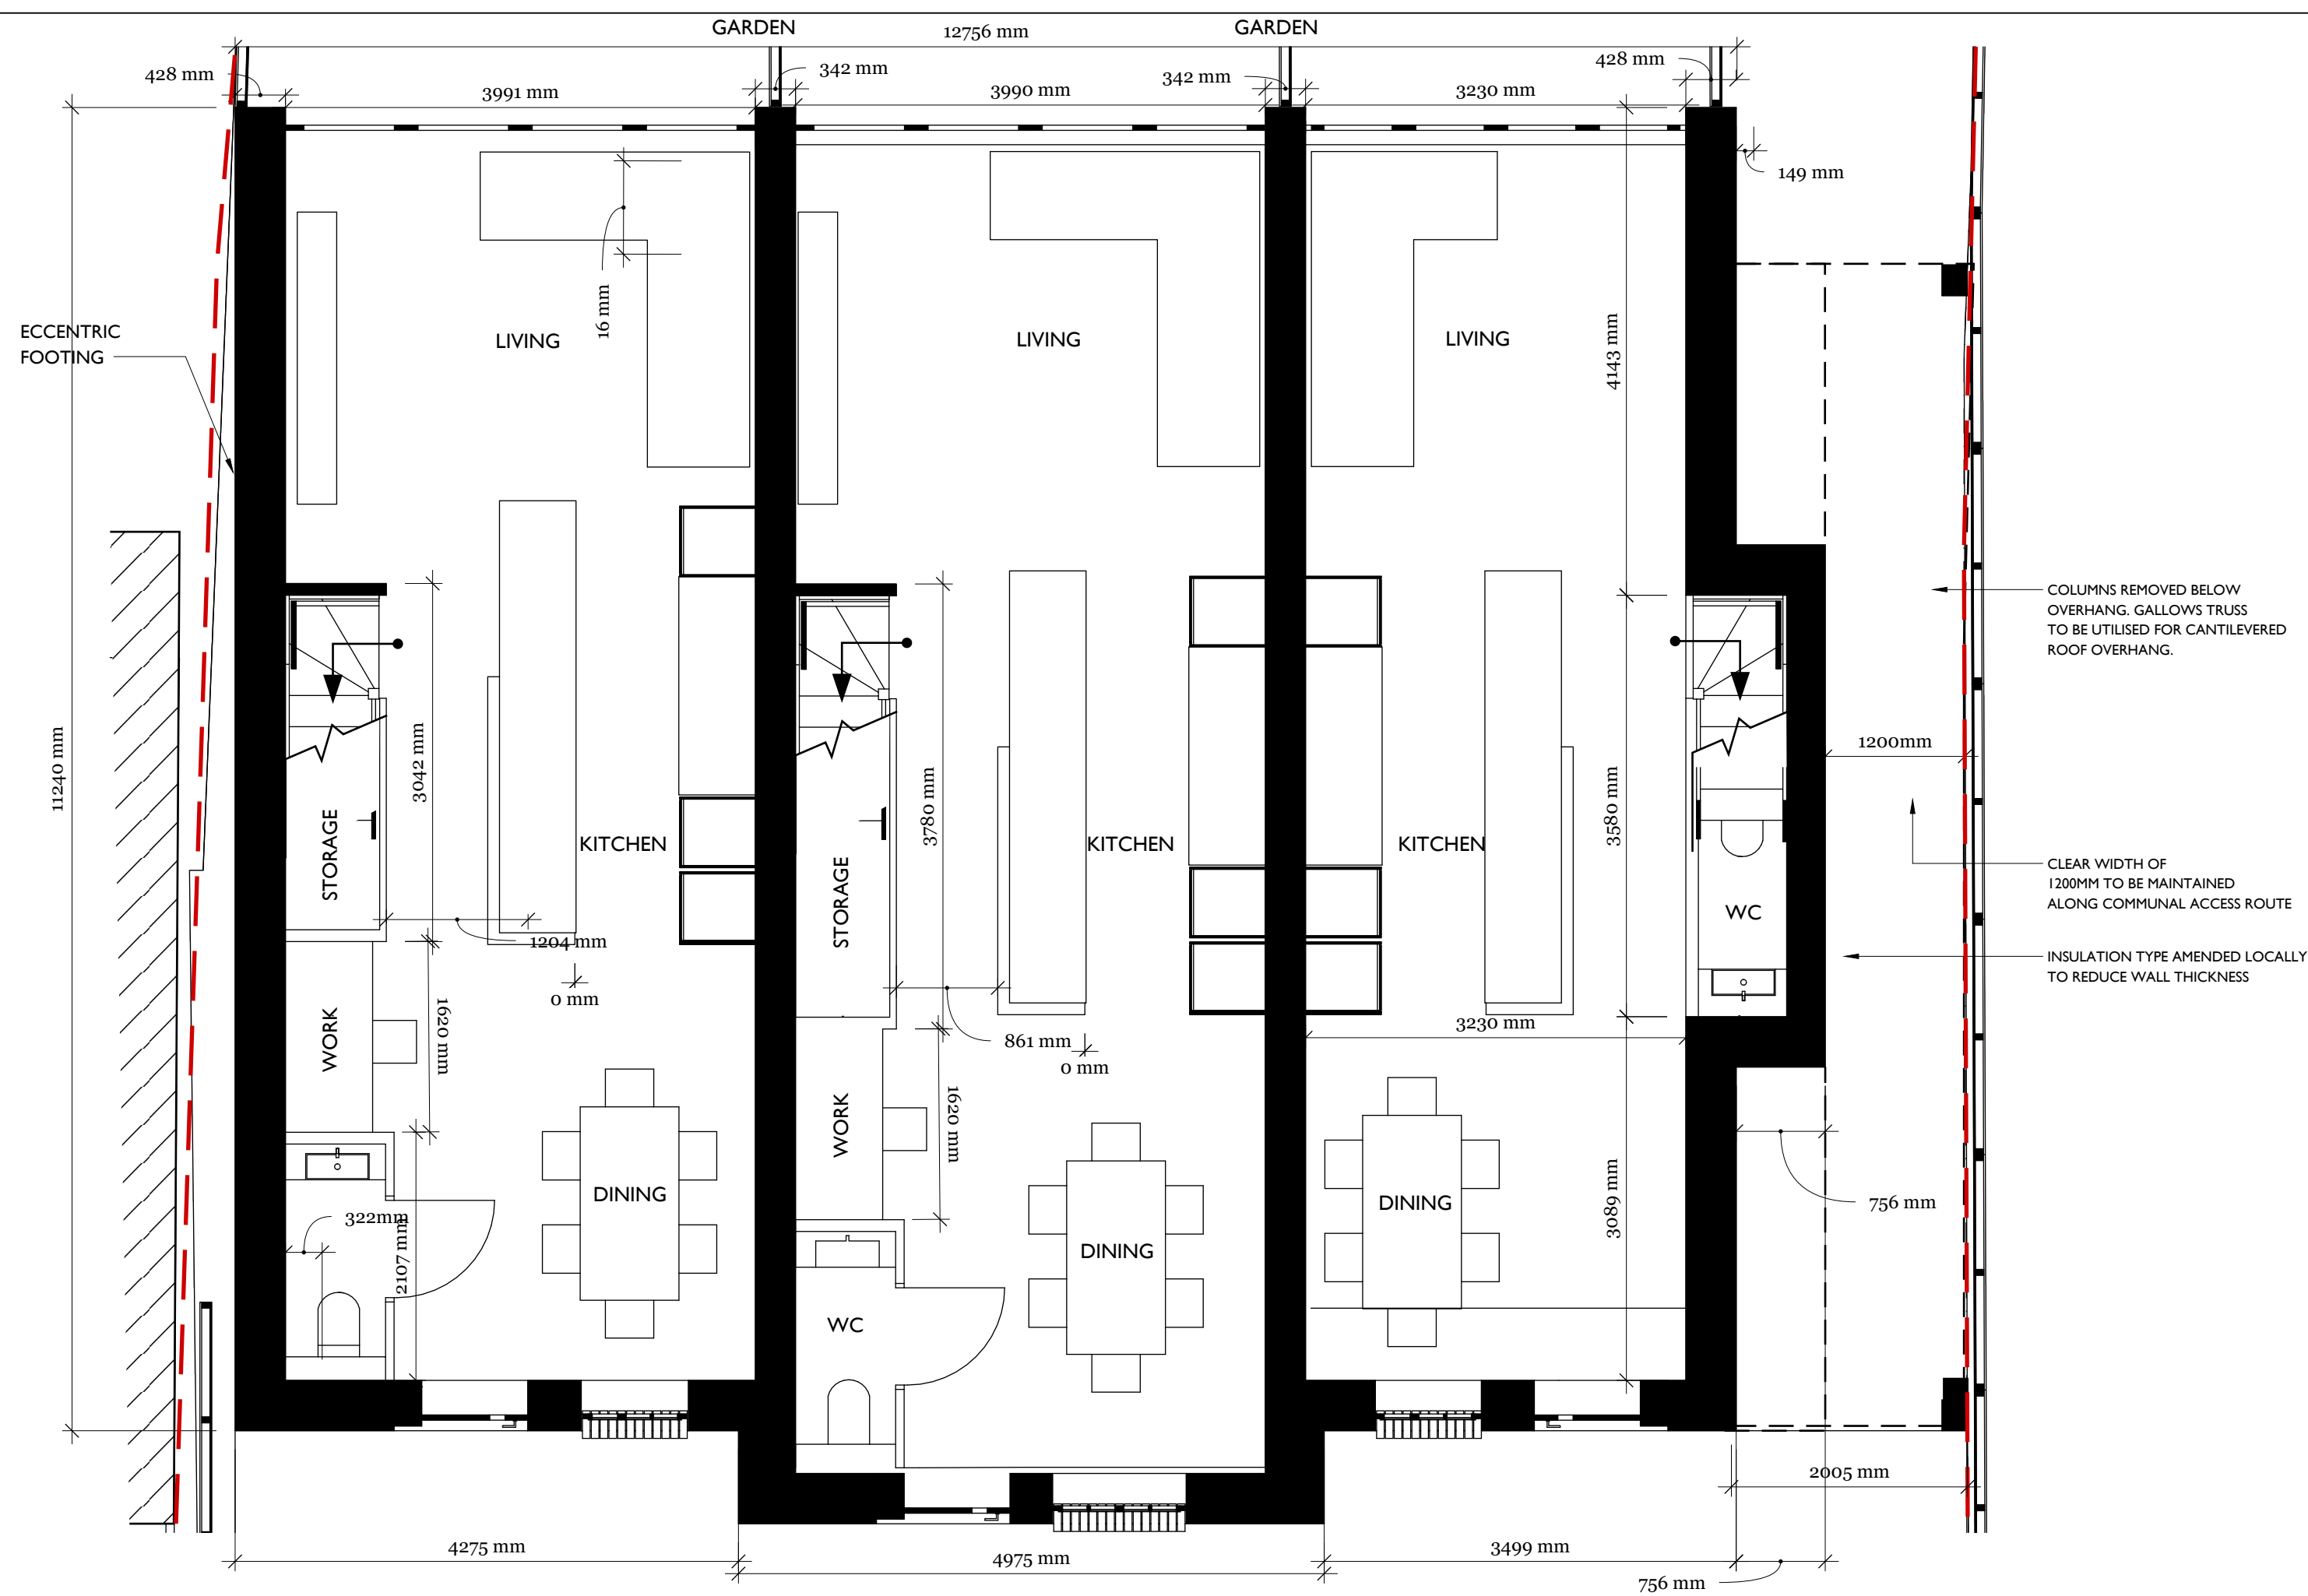 GARDEN
GARDEN
12756 mm
428 mm
342 mm
342 mm
428 mm
3991 mm
3990 mm
3230 mm
149 mm
16 mm
4143 mm
ECCENTRIC
FOOTING
LIVING
LIVING
LIVING
COLUMNS REMOVED BELOW
OVERHANG. GALLOWS TRUSS
TO BE UTILISED FOR CANTILEVERED
ROOF OVERHANG.
11240 mm
3042 mm
3780 mm
3580 mm
1200mm
STORAGE
KITCHEN
STORAGE
KITCHEN
KITCHEN
CLEAR WIDTH OF
1200MM TO BE MAINTAINED
ALONG COMMUNAL ACCESS ROUTE
WC
1204 mm
INSULATION TYPE AMENDED LOCALLY
TO REDUCE WALL THICKNESS
0 mm
WORK
1620 mm
861 mm
0 mm
3230 mm
WORK
1620 mm
DINING
DINING
DINING
3089 mm
756 mm
322mm
2107 mm
WC
2005 mm
4275 mm
4975 mm
3499 mm
756 mm